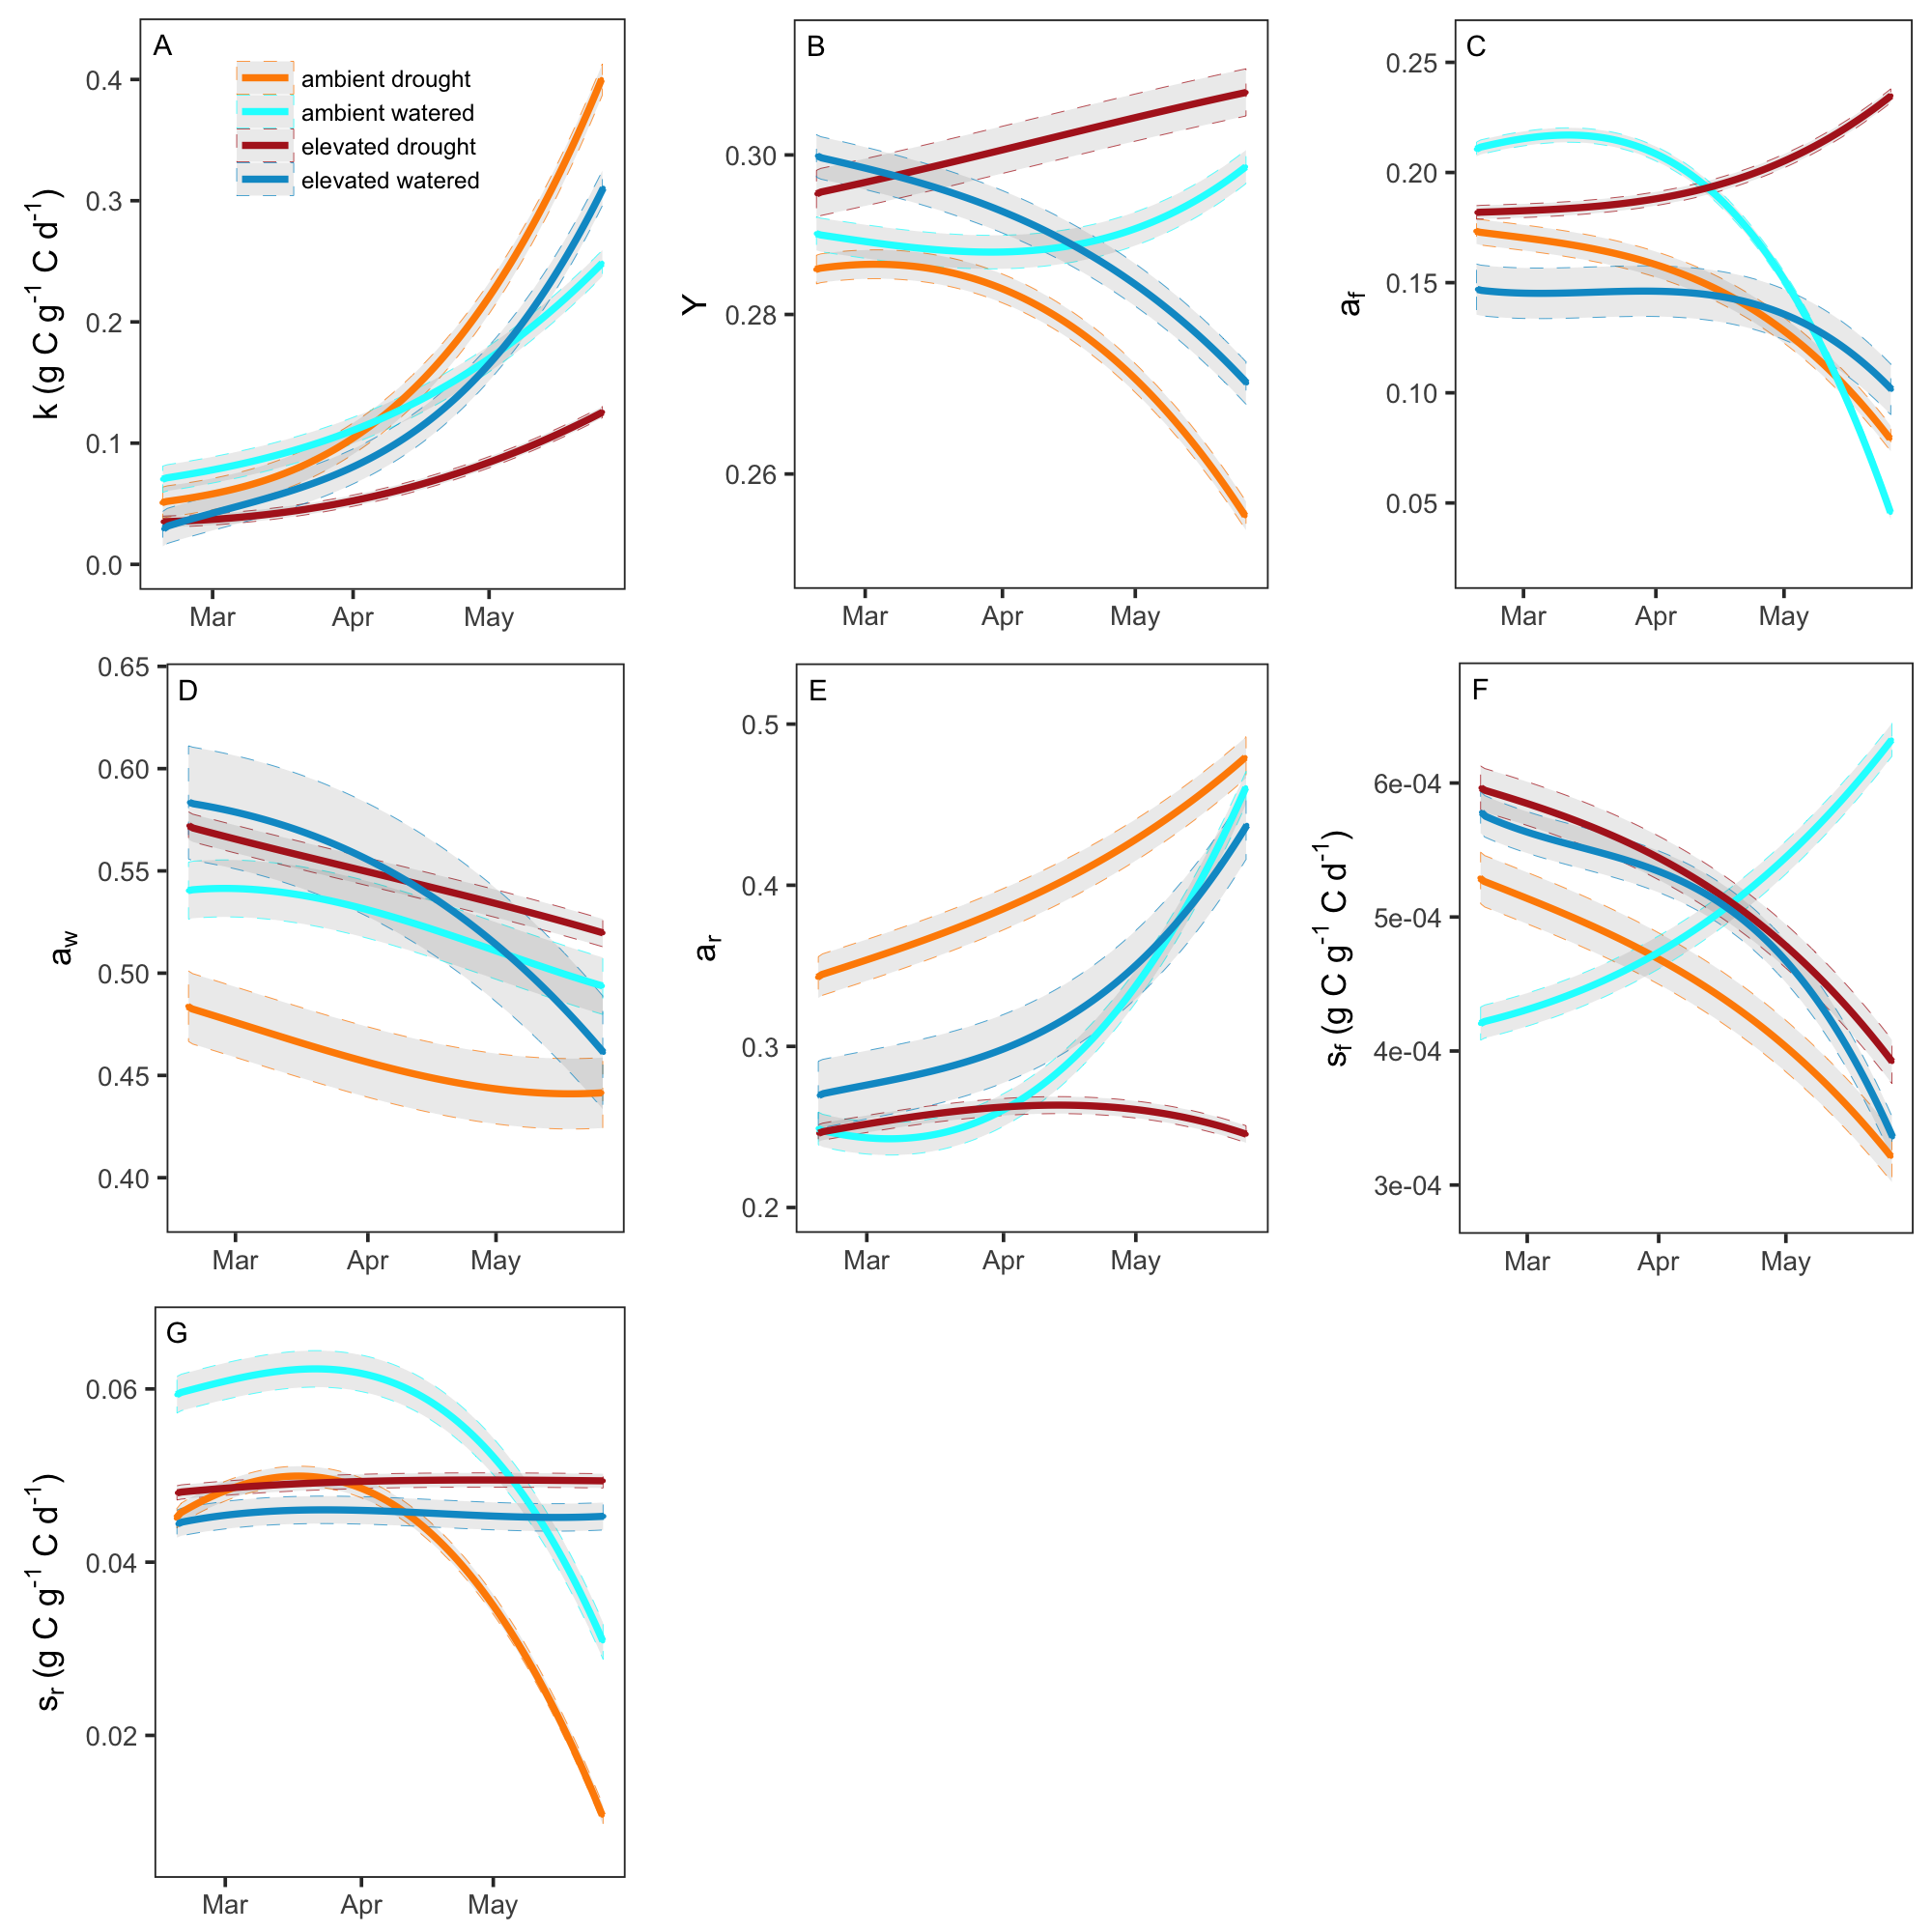 A
ambient drought
ambient watered
elevated drought
elevated watered
k (g C g-1 C d-1)
0.4
0.3
0.2
0.1
0.0
Mar Apr May
B
Y
0.30
0.28
0.26
Mar Apr May
C
af
0.25
0.20
0.15
0.10
0.05
Mar Apr May
D
aw
0.65
0.60
0.55
0.50
0.45
0.40
Mar Apr May
E
ar
0.5
0.4
0.3
0.2
Mar Apr May
F
sf (g C g-1 C d-1)
6e-04
5e-04
4e-04
3e-04
Mar Apr May
G
sr (g C g-1 C d-1)
0.06
0.04
0.02
Mar Apr May